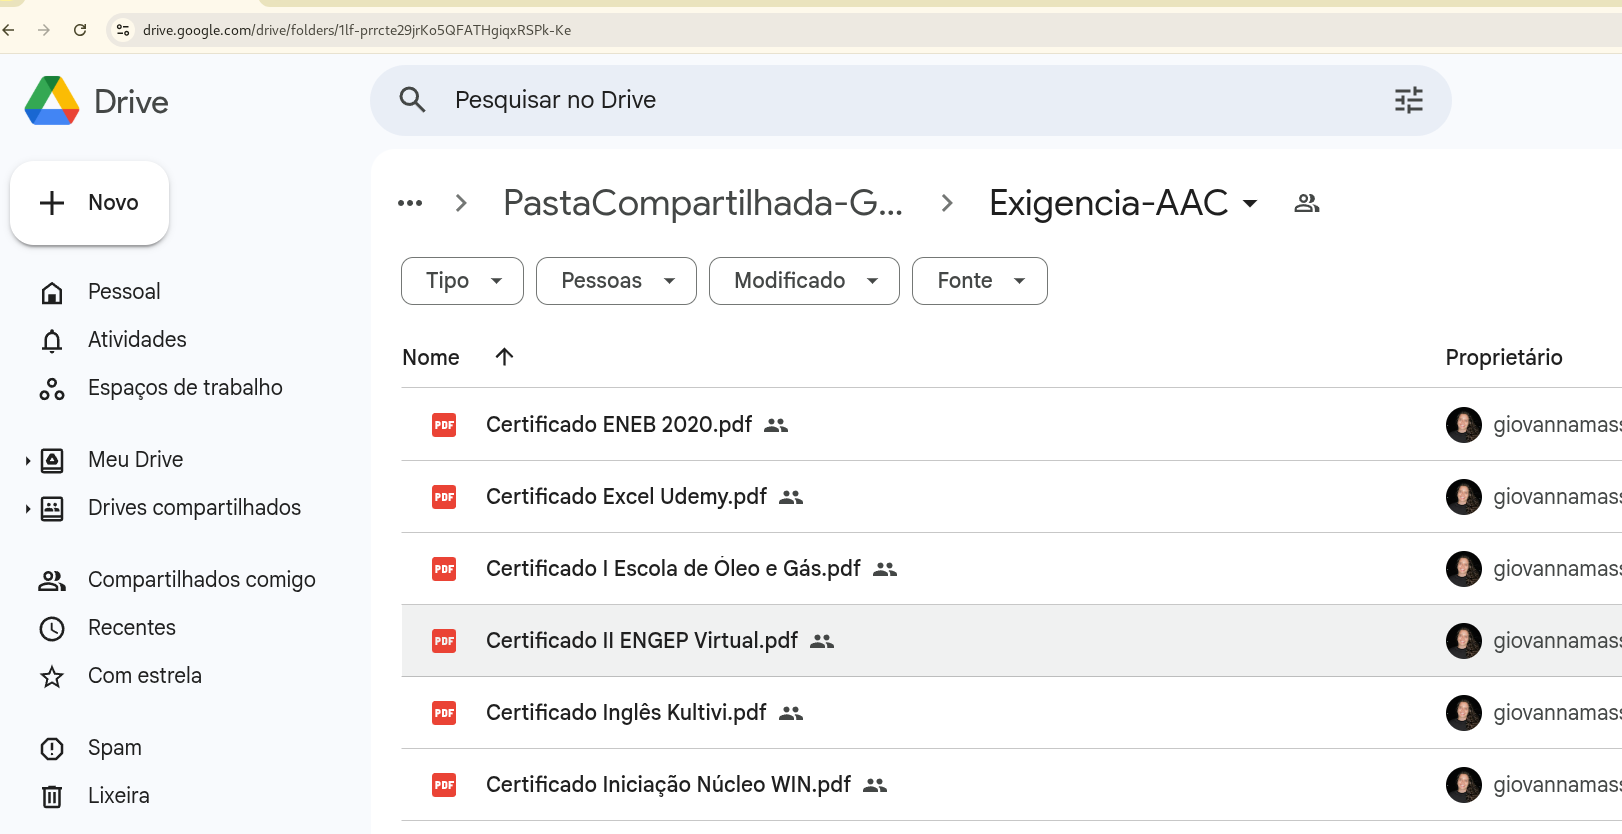 drive.google.com/drive/folders/1lf-prrcte29jrKo5QFATHgiqxRSPk-Ke
Drive
Pesquisar no Drive
Novo
PastaCompartilhada-G... Exigencia-AAC
Tipo Pessoas Modificado Fonte
Pessoal
Atividades
Espaços de trabalho
Meu Drive
Drives compartilhados
Compartilhados comigo
Recentes
Com estrela
Spam
Lixeira
Nome Proprietário
PDF Certificado ENEB 2020.pdf giovannamass
PDF Certificado Excel Udemy.pdf giovannamass
PDF Certificado I Escola de Óleo e Gás.pdf giovannamass
PDF Certificado II ENGEP Virtual.pdf giovannamass
PDF Certificado Inglês Kultivi.pdf giovannamass
PDF Certificado Iniciação Núcleo WIN.pdf giovannamass